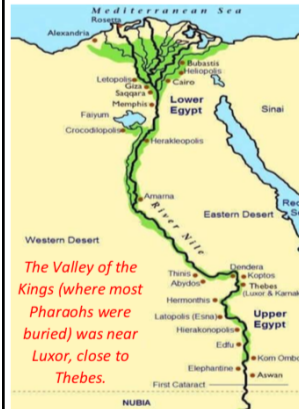 Mediterranean Sea
Rosetta
Alexandria
Bubastis
Heliopolis
Letopolis
Giza
Cairo
Saqqara
Memphis
Lower
Egypt
Sinai
Faiyum
Crocodilopolis
Herakleopolis
Amarna
River Nile
Eastern Desert
Red
Western Desert
The Valley of the
Kings (where most
Pharaohs were
buried) was near
Luxor, close to
Thebes.
Dendera
Thinis
Koptos
Abydos
Thebes
(Luxor & Karnak
Hermonthis
Latopolis (Esna)
Upper
Egypt
Hierakonopolis
Edfu
Kom Ombo
Elephantine
Aswan
First Cataract
NUBIA